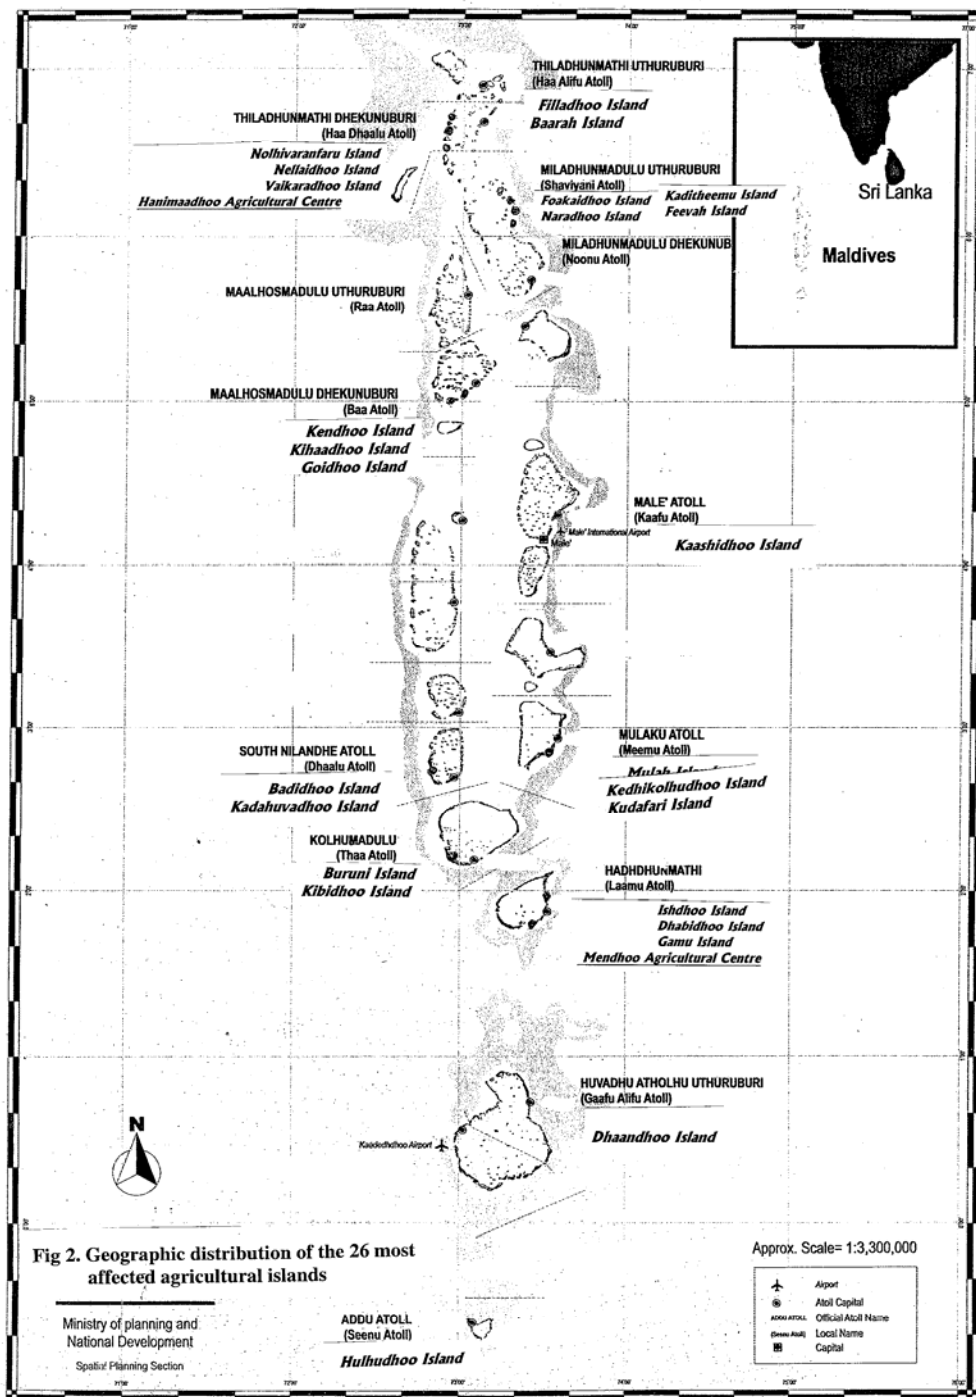 THILADHUNMATHI UTHURUBURI
(Haa Alifu Atoll)
Filladhoo Island
Baarah Island
THILADHUNMATHI DHEKUNUBURI
(Haa Dhaalu Atoll)
Nolhivaranfaru Island
Nellaidhoo Island
Vaikaradhoo Island
Hanimaadhoo Agricultural Centre
MILADHUNMADULU UTHURUBURI
(Shaviyani Atoll)
Foakaidhoo Island Kaditheemu Island
Naradhoo Island Feevah Island
Sri Lanka
Maldives
MILADHUNMADULU DHEKUNUB
(Noonu Atoll)
MAALHOSMADULU UTHURUBURI
(Raa Atoll)
MAALHOSMADULU DHEKUNUBURI
(Baa Atoll)
Kendhoo Island
Kihaadhoo Island
Goidhoo Island
MALE' ATOLL
(Kaafu Atoll)
Male' International Airport
Male'
Kaashidhoo Island
SOUTH NILANDHE ATOLL
(Dhaalu Atoll)
Badidhoo Island
Kadahuvadhoo Island
MULAKU ATOLL
(Meemu Atoll)
Mulah Island
Kedhikolhudhoo Island
Kudafari Island
KOLHUMADULU
(Thaa Atoll)
Buruni Island
Kibidhoo Island
HADHDHUNMATHI
(Laamu Atoll)
Ishdhoo Island
Dhabidhoo Island
Gamu Island
Mendhoo Agricultural Centre
HUVADHU ATHOLHU UTHURUBURI
(Gaafu Alifu Atoll)
Dhaandhoo Island
Kaadedhdhoo Airport
N
Fig 2. Geographic distribution of the 26 most
affected agricultural islands
Ministry of planning and
National Development
Spatial Planning Section
ADDU ATOLL
(Seenu Atoll)
Hulhudhoo Island
Approx. Scale= 1:3,300,000
Airport
Atoll Capital
ADDU ATOLL Official Atoll Name
(Seenu Atoll) Local Name
Capital